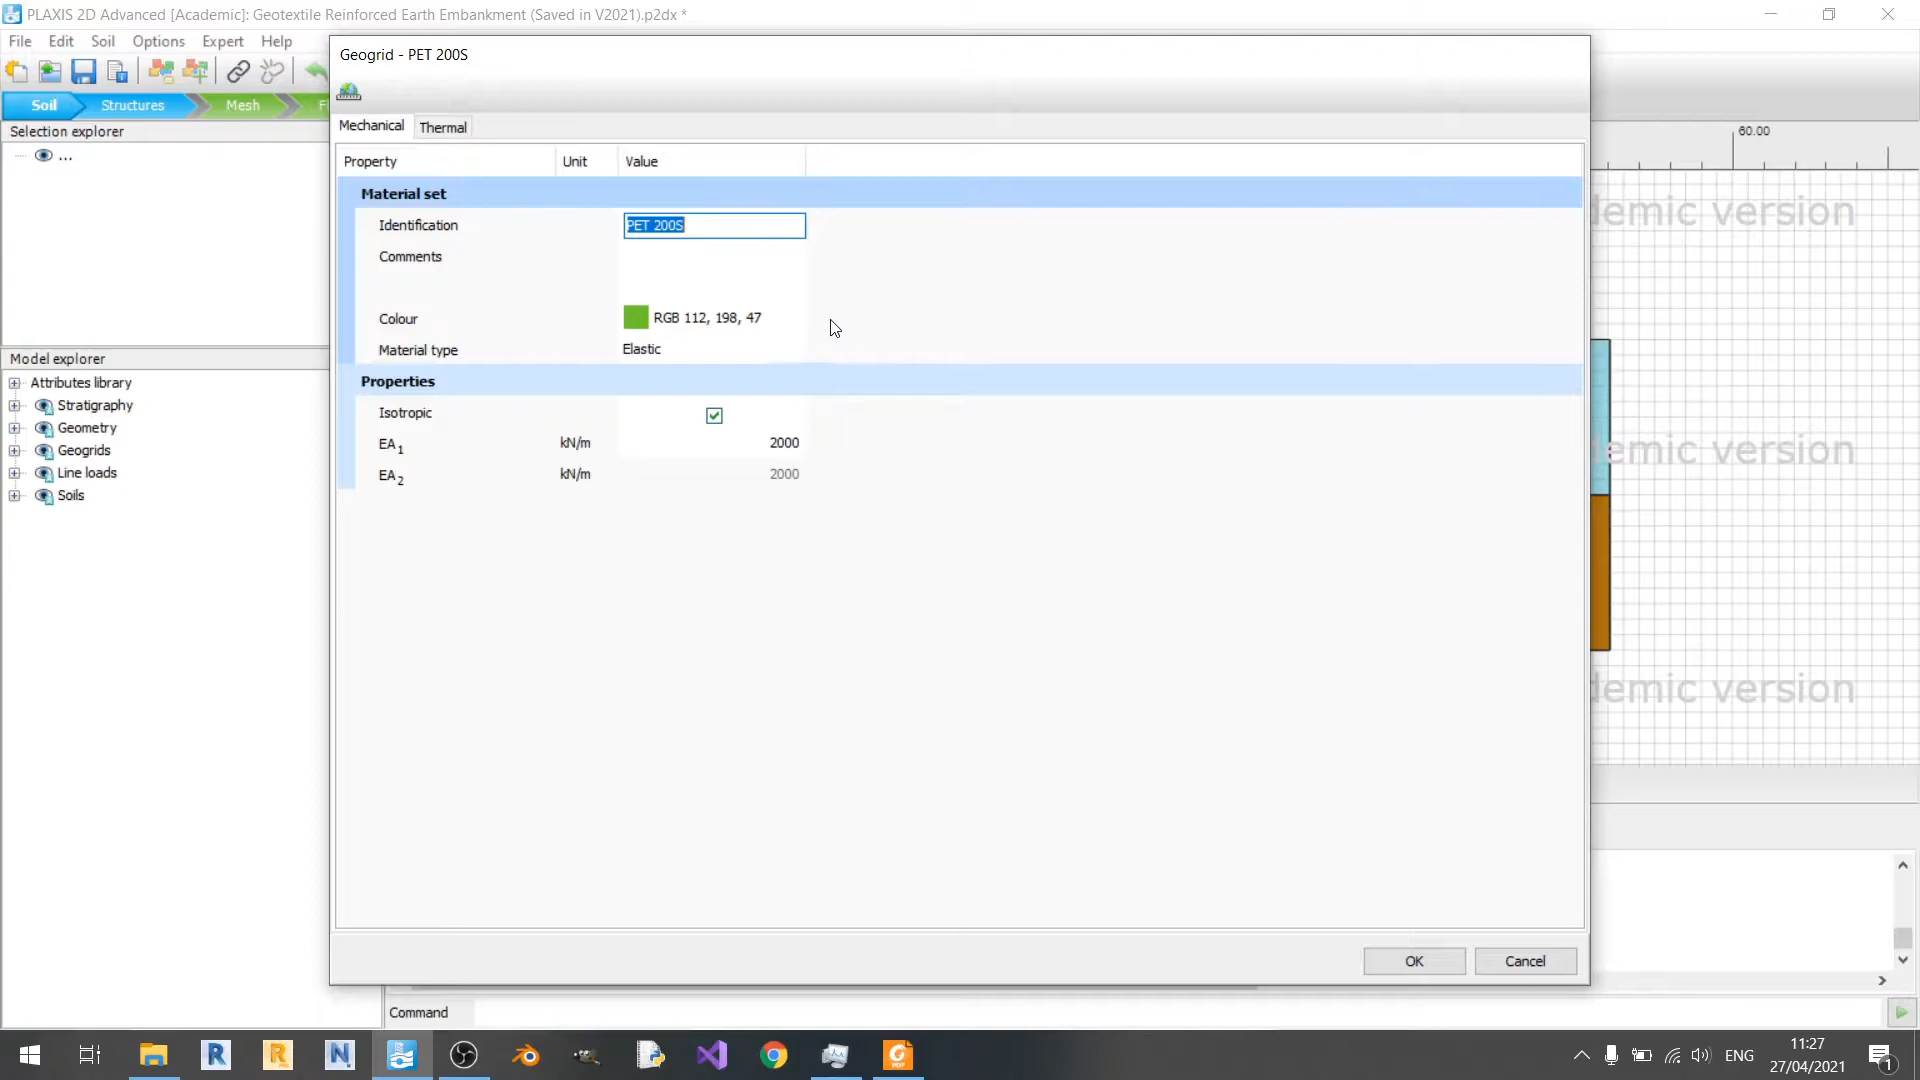 PLAXIS 2D Advanced [Academic]: Geotextile Reinforced Earth Embankment (Saved in V2021).p2dx *
File Edit Soil Options Expert Help
Geogrid - PET 200S
Soil Structures Mesh
Selection explorer
...
Mechanical Thermal
Property Unit Value
Material set
Identification PET 200S
Comments
Colour RGB 112, 198, 47
Material type Elastic
Properties
Isotropic
EA1 kN/m 2000
EA2 kN/m 2000
Model explorer
Attributes library
Stratigraphy
Geometry
Geogrids
Line loads
Soils
60.00
demic version
emic version
demic version
OK Cancel
Command
ENG
11:27
27/04/2021
1